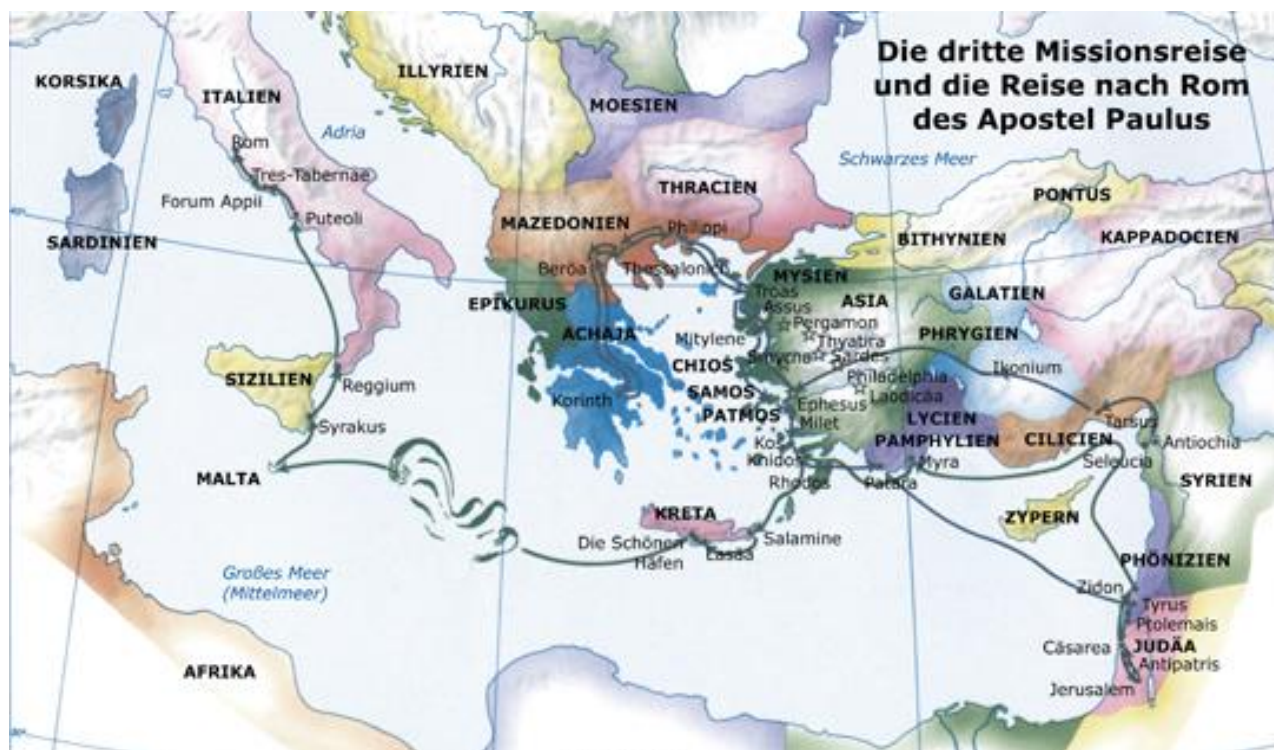 Die dritte Missionsreise
und die Reise nach Rom
des Apostel Paulus
KORSIKA
ITALIEN
ILLYRIEN
MOESIEN
Adria
Rom
Schwarzes Meer
Tres-Tabernae
THRACIEN
PONTUS
Forum Appii
Puteoli
MAZEDONIEN
Philippi
BITHYNIEN
KAPPADOCIEN
SARDINIEN
Beröa
Thessalonich
MYSIEN
Troas
ASIA
GALATIEN
EPIKURUS
Assus
ACHAJA
Pergamon
PHRYGIEN
Mitylene
Thyatira
Smyrna
Sardes
CHIOS
Ikonium
SIZILIEN
Reggium
Philadelphia
SAMOS
Laodicäa
Korinth
Ephesus
PATMOS
LYCIEN
Milet
Tarsus
Syrakus
Kos
PAMPHYLIEN
CILICIEN
Antiochia
Knidos
Myra
Seleucia
MALTA
Rhodos
Patara
SYRIEN
KRETA
ZYPERN
Die Schönen
Häfen
Lasäa
Salamine
PHÖNIZIEN
Großes Meer
(Mittelmeer)
Zidon
Tyrus
Ptolemais
Cäsarea
JUDÄA
Antipatris
AFRIKA
Jerusalem